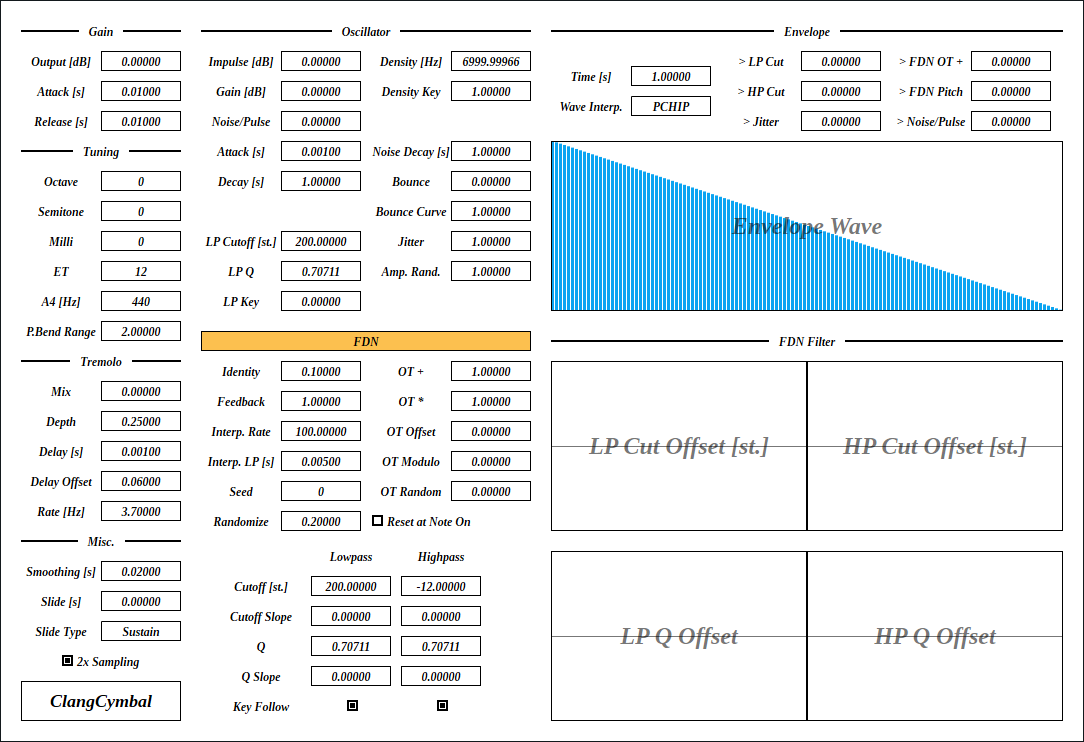 Gain
Output [dB] 0.00000
Attack [s] 0.01000
Release [s] 0.01000
Tuning
Octave 0
Semitone 0
Milli 0
ET 12
A4 [Hz] 440
P.Bend Range 2.00000
Tremolo
Mix 0.00000
Depth 0.25000
Delay [s] 0.00100
Delay Offset 0.06000
Rate [Hz] 3.70000
Misc.
Smoothing [s] 0.02000
Slide [s] 0.00000
Slide Type Sustain
2x Sampling
ClangCymbal
Oscillator
Impulse [dB] 0.00000 Density [Hz] 6999.99966
Gain [dB] 0.00000 Density Key 1.00000
Noise/Pulse 0.00000
Attack [s] 0.00100 Noise Decay [s] 1.00000
Decay [s] 1.00000 Bounce 0.00000
Bounce Curve 1.00000
LP Cutoff [st.] 200.00000 Jitter 1.00000
LP Q 0.70711 Amp. Rand. 1.00000
LP Key 0.00000
FDN
Identity 0.10000 OT + 1.00000
Feedback 1.00000 OT * 1.00000
Interp. Rate 100.00000 OT Offset 0.00000
Interp. LP [s] 0.00500 OT Modulo 0.00000
Seed 0 OT Random 0.00000
Randomize 0.20000 Reset at Note On
Lowpass Highpass
Cutoff [st.] 200.00000 -12.00000
Cutoff Slope 0.00000 0.00000
Q 0.70711 0.70711
Q Slope 0.00000 0.00000
Key Follow
Envelope
Time [s] 1.00000
Wave Interp. PCHIP
> LP Cut 0.00000 > FDN OT + 0.00000
> HP Cut 0.00000 > FDN Pitch 0.00000
> Jitter 0.00000 > Noise/Pulse 0.00000
Envelope Wave
FDN Filter
LP Cut Offset [st.] HP Cut Offset [st.]
LP Q Offset HP Q Offset